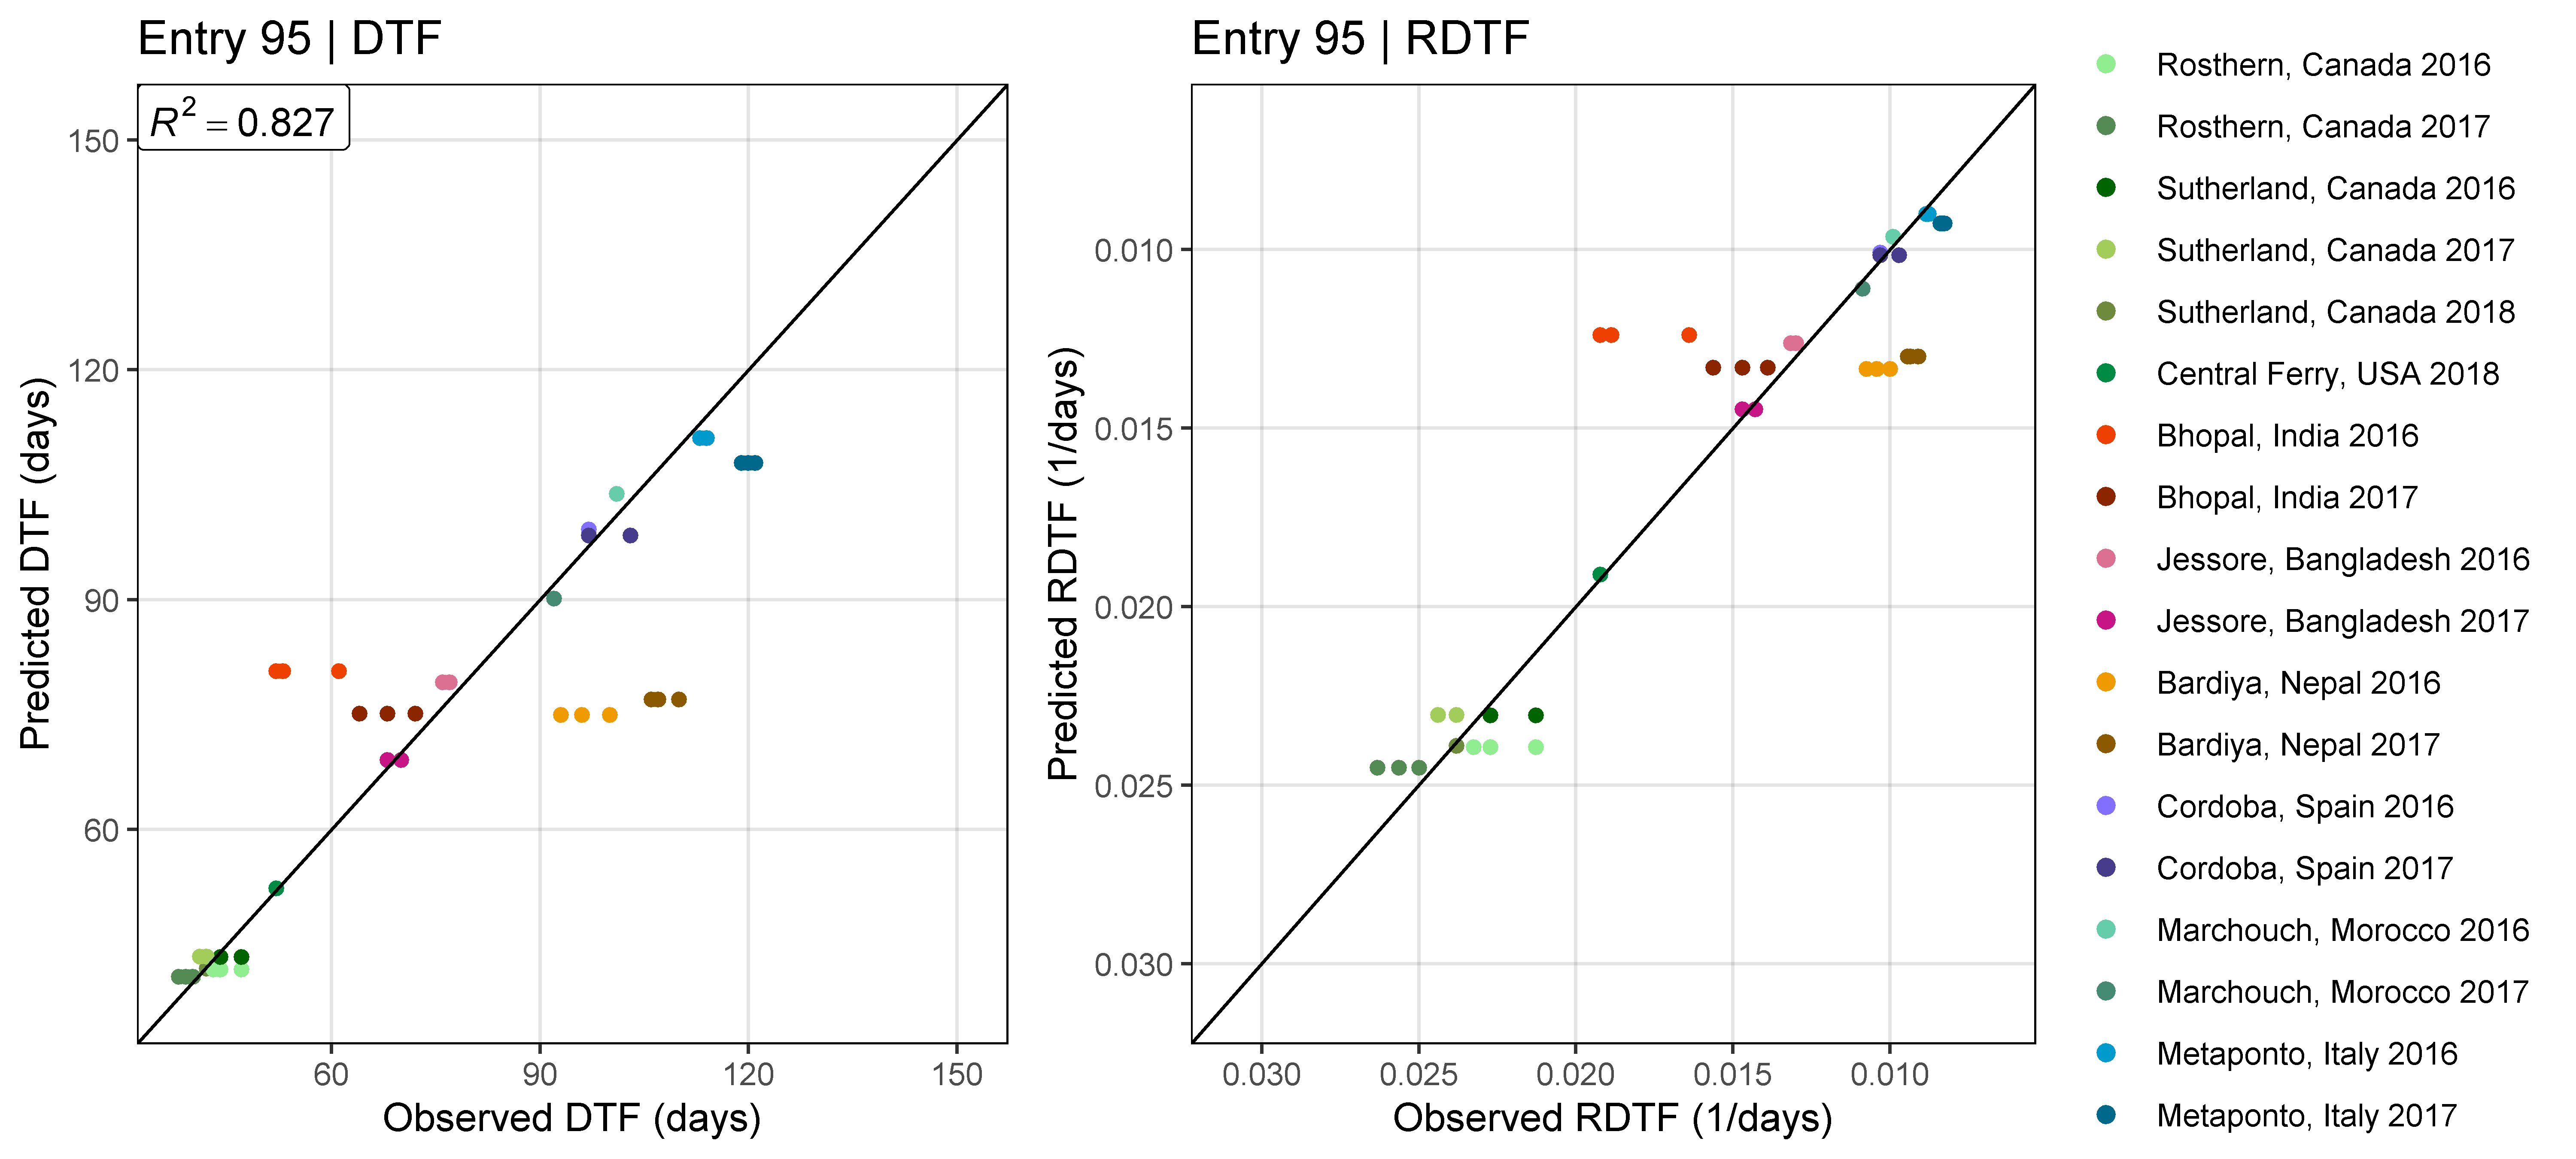 Entry 95 | DTF
R² = 0.827
150
120
90
60
Predicted DTF (days)
60 90 120 150
Observed DTF (days)
Entry 95 | RDTF
0.010
0.015
0.020
0.025
0.030
Predicted RDTF (1/days)
0.030 0.025 0.020 0.015 0.010
Observed RDTF (1/days)
Rosthern, Canada 2016
Rosthern, Canada 2017
Sutherland, Canada 2016
Sutherland, Canada 2017
Sutherland, Canada 2018
Central Ferry, USA 2018
Bhopal, India 2016
Bhopal, India 2017
Jessore, Bangladesh 2016
Jessore, Bangladesh 2017
Bardiya, Nepal 2016
Bardiya, Nepal 2017
Cordoba, Spain 2016
Cordoba, Spain 2017
Marchouch, Morocco 2016
Marchouch, Morocco 2017
Metaponto, Italy 2016
Metaponto, Italy 2017